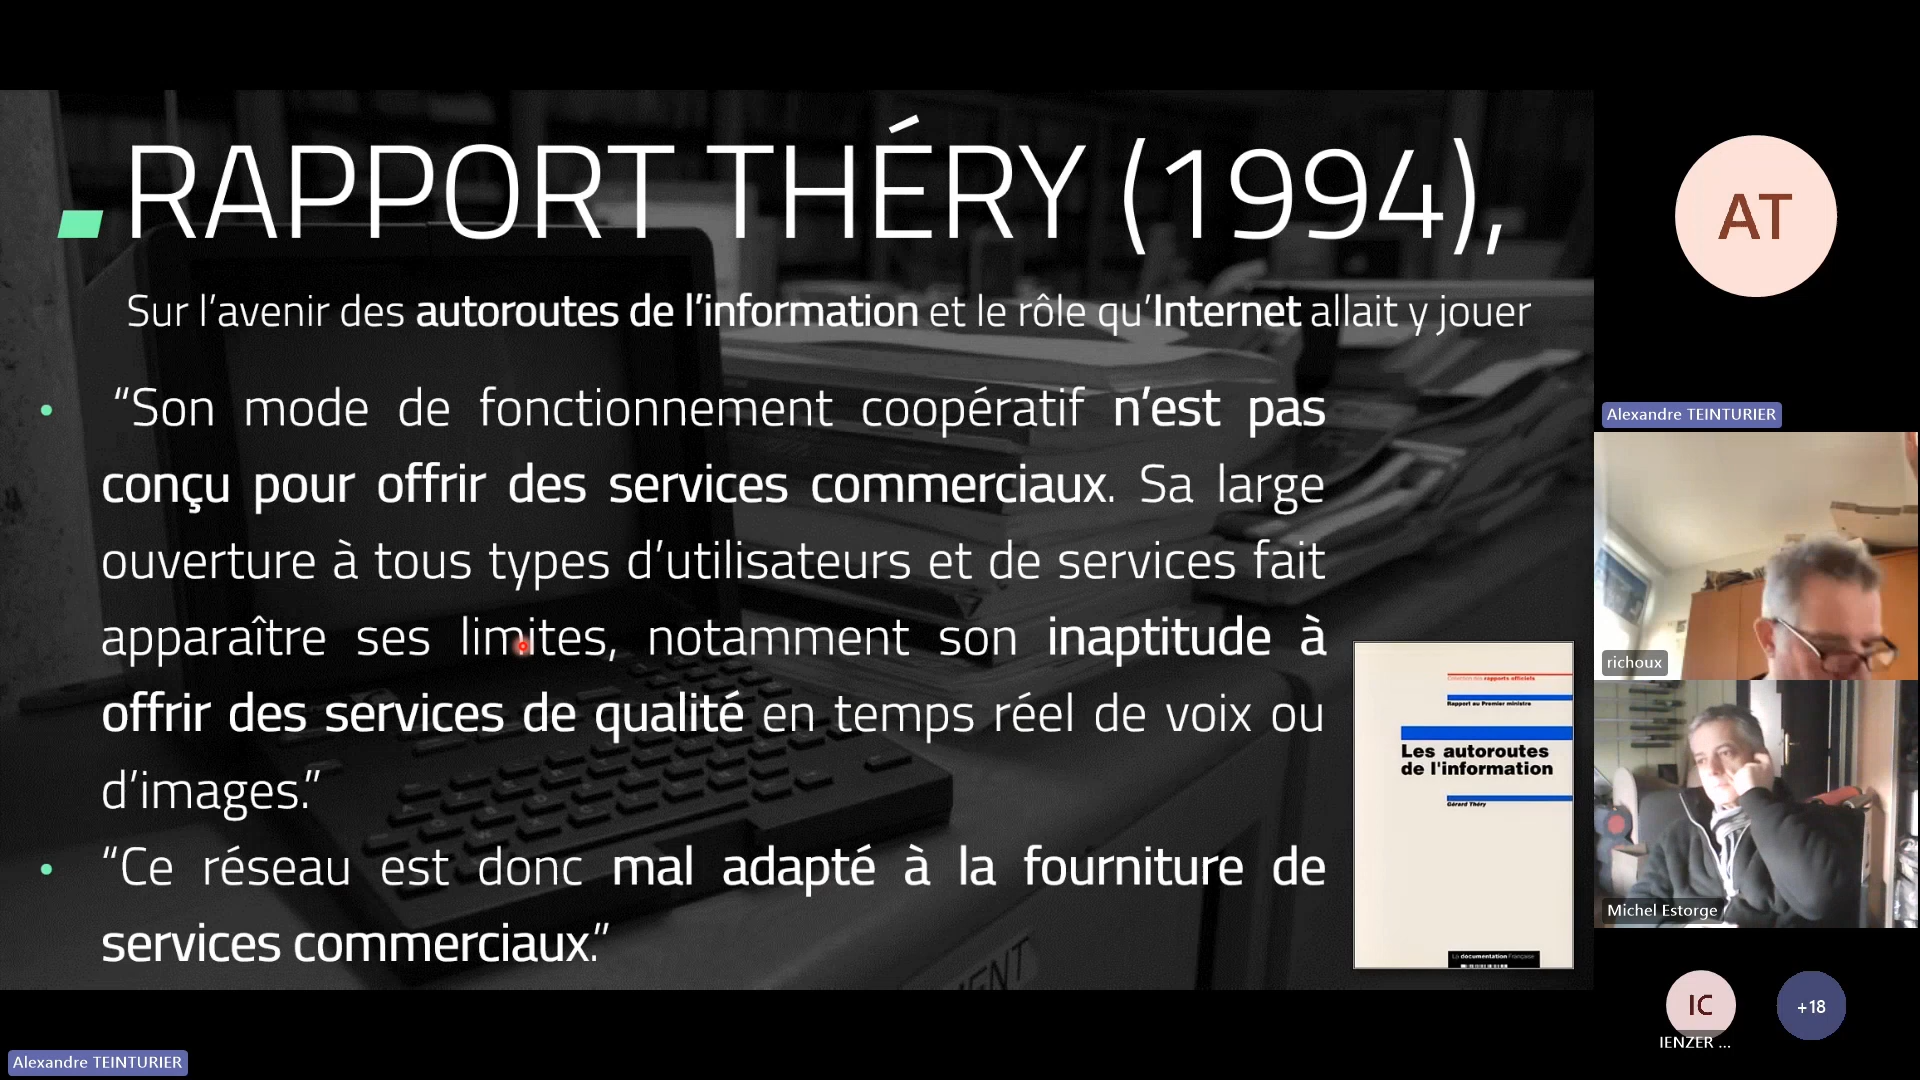 RAPPORT THÉRY (1994),
Sur l’avenir des autoroutes de l’information et le rôle qu’Internet allait y jouer
“Son mode de fonctionnement coopératif n’est pas
conçu pour offrir des services commerciaux. Sa large
ouverture à tous types d’utilisateurs et de services fait
apparaître ses limites, notamment son inaptitude à
offrir des services de qualité en temps réel de voix ou
d’images.”
“Ce réseau est donc mal adapté à la fourniture de
services commerciaux.”
Collection des rapports officiels
Rapport au Premier ministre
Les autoroutes
de l'information
Gérard Théry
La documentation Française
AT
Alexandre TEINTURIER
richoux
Michel Estorge
IC
IENZER ...
+18
Alexandre TEINTURIER